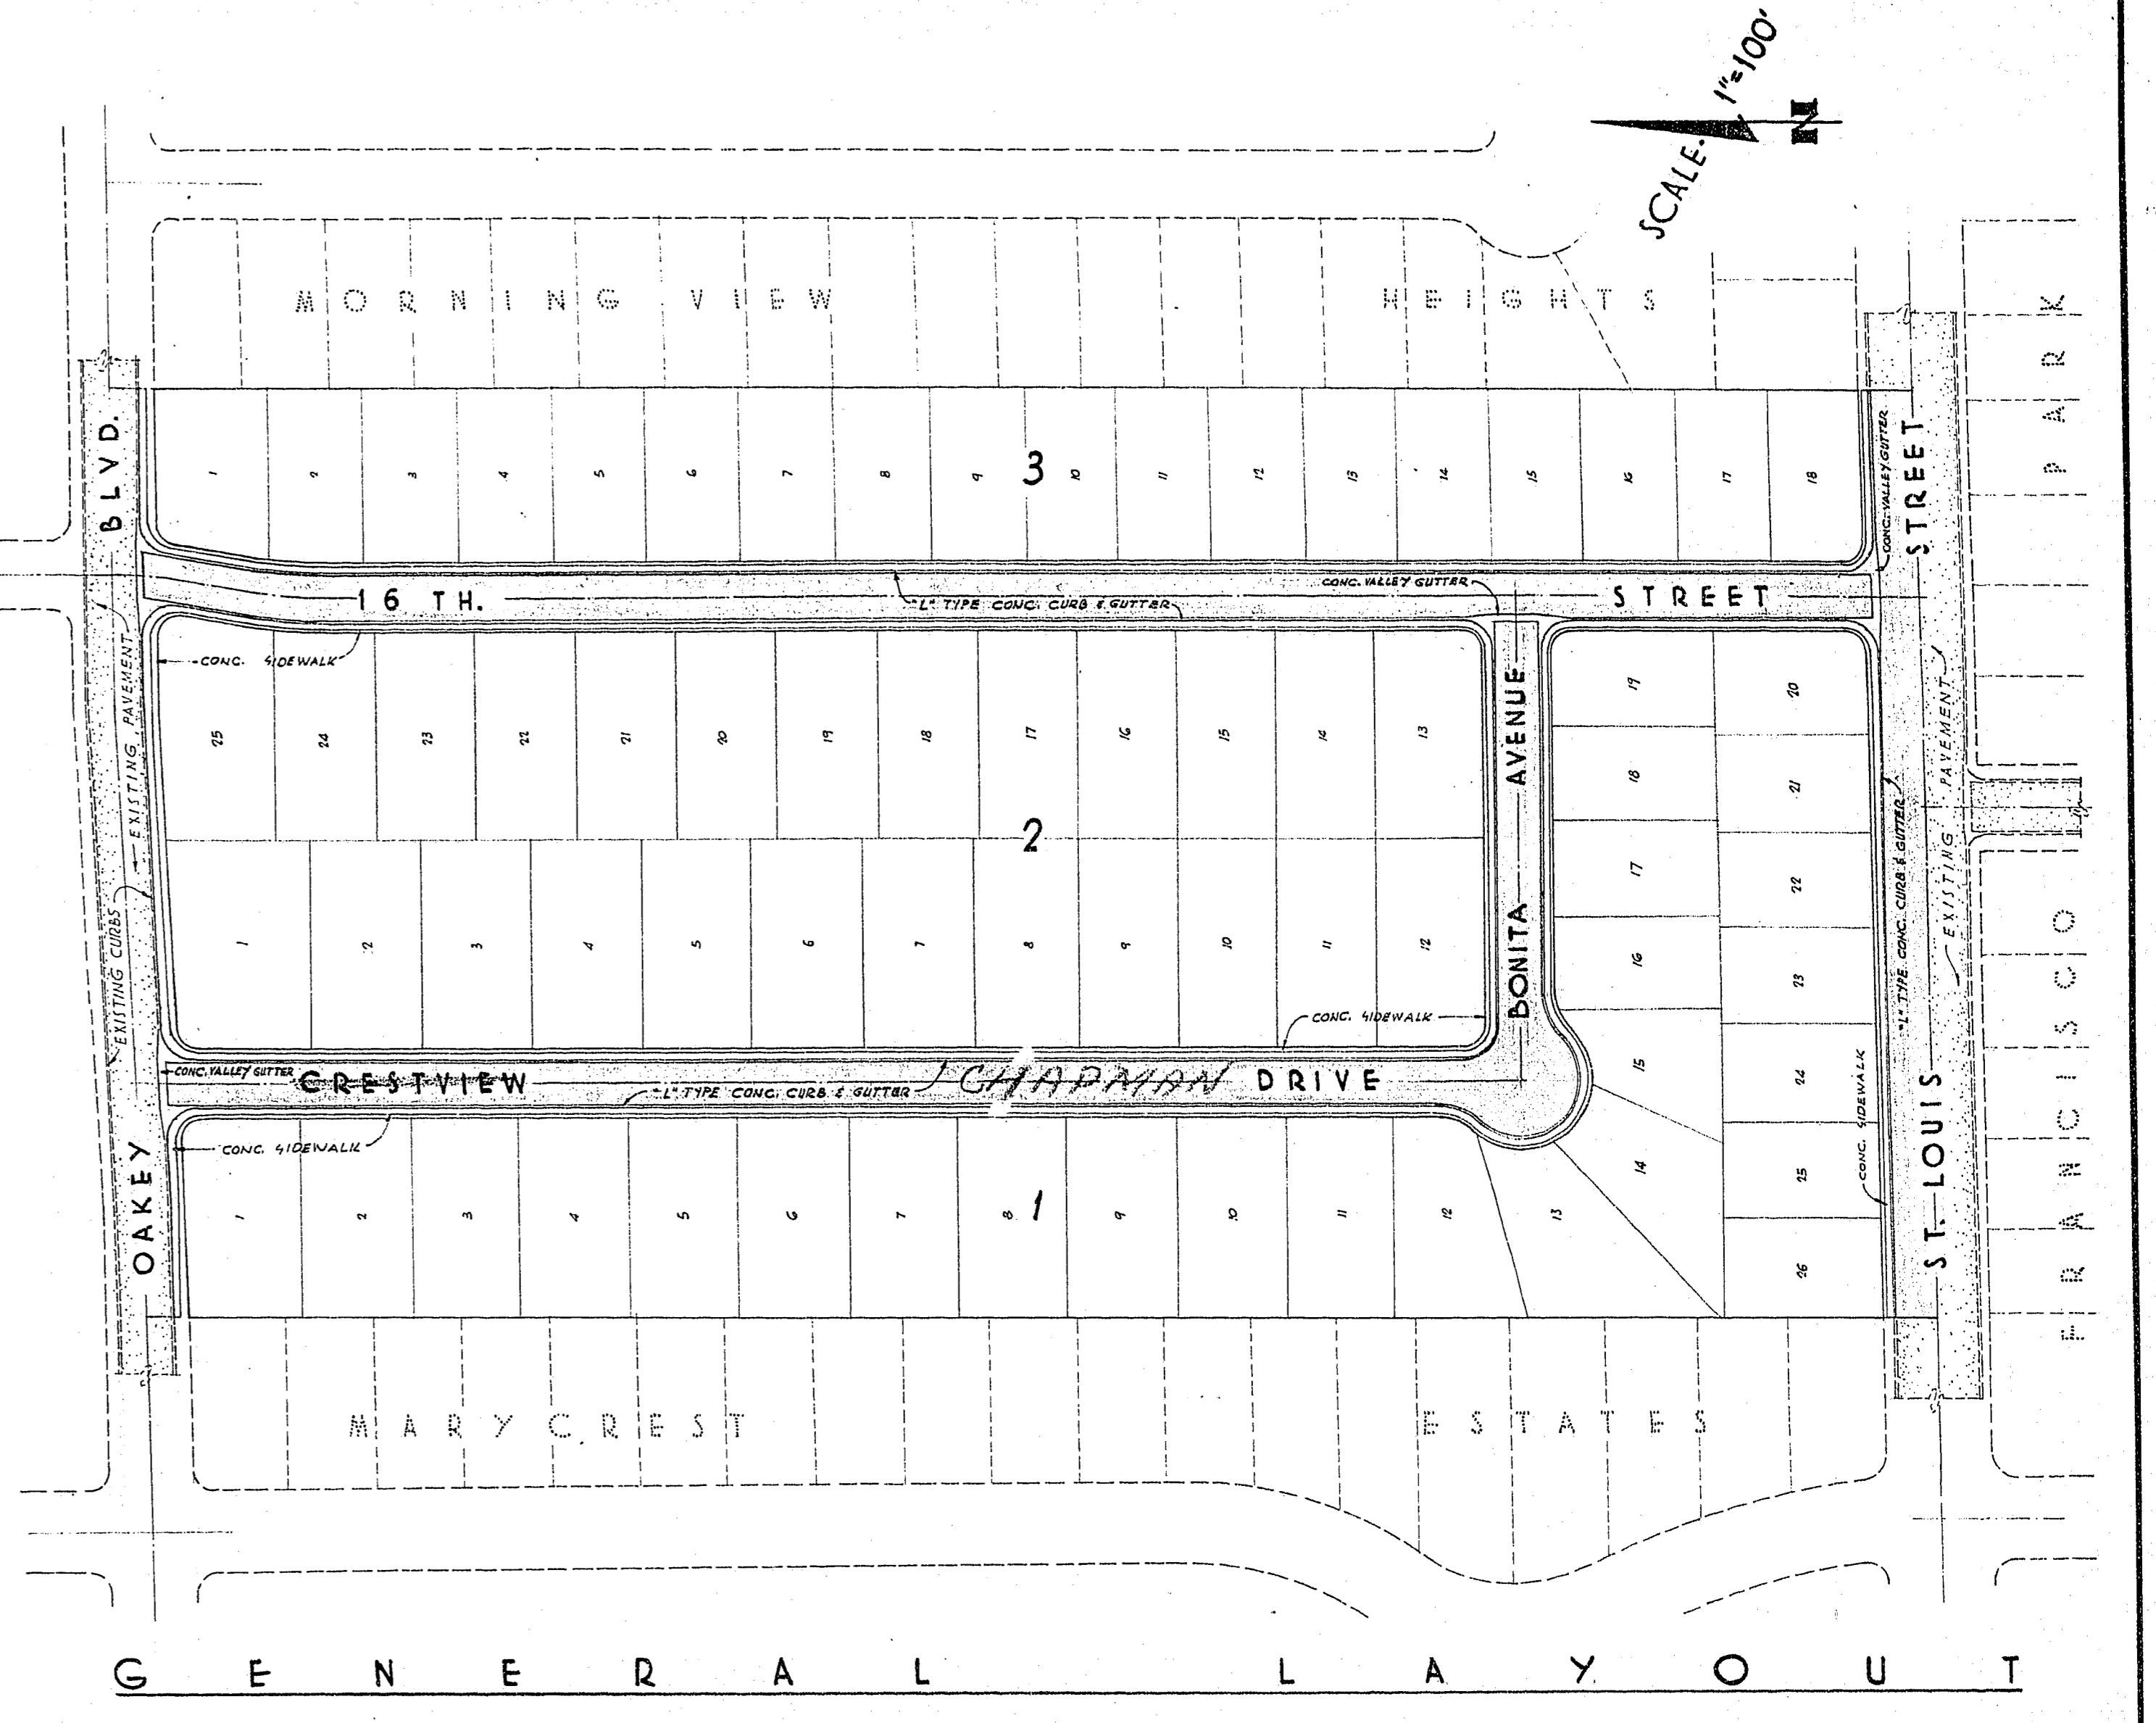 SCALE. 1"=100'
N
MORNING VIEW HEIGHTS
PARK
BLVD.
1 2 3 4 5 6 7 8 9 3 10 11 12 13 14 15 16 17 18
CONC. VALLEY GUTTER
STREET
16 TH.
"L" TYPE CONC. CURB & GUTTER
CONC. VALLEY GUTTER
STREET
CONC. SIDEWALK
EXISTING PAVEMENT
25 24 23 22 21 20 19 18 17 16 15 14 13
AVENUE
19 20
18 21
EXISTING PAVEMENT
2
17 22
"L" TYPE CONC. CURB & GUTTER
EXISTING CURBS
1 2 3 4 5 6 7 8 9 10 11 12
BONITA
16 23
FRANCISCO
CONC. SIDEWALK
CONC. VALLEY GUTTER
CRESTVIEW CHAPMAN DRIVE
"L" TYPE CONC. CURB & GUTTER
15 24
CONC. SIDEWALK
CONC. SIDEWALK
OAKEY
14 25
ST. LOUIS
1 2 3 4 5 6 7 8 1 9 10 11 12 13
26
MARYCREST ESTATES
GENERAL LAYOUT